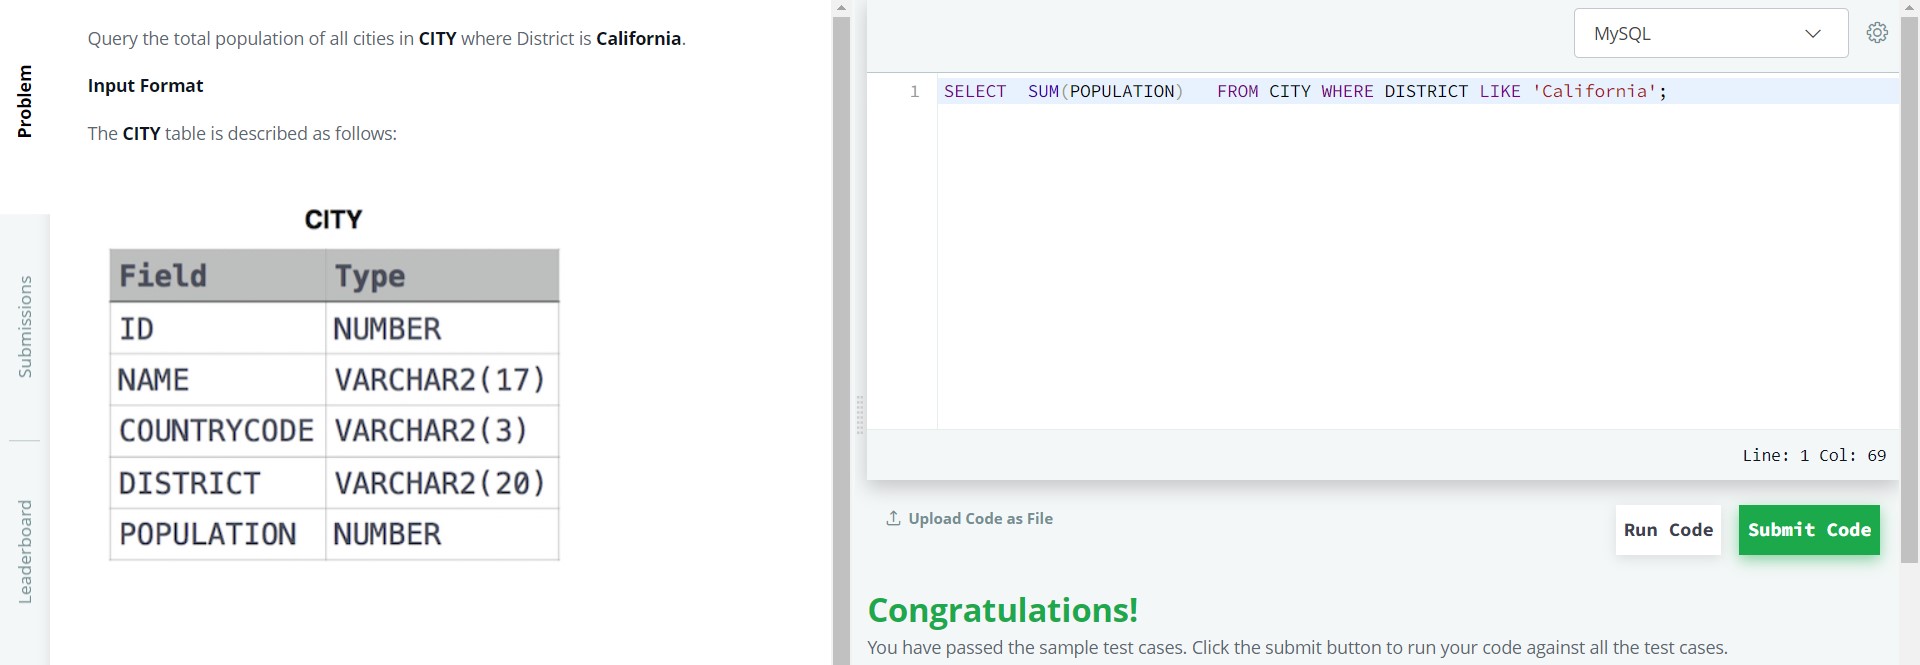 Problem
Submissions
Leaderboard
Query the total population of all cities in CITY where District is California.
Input Format
The CITY table is described as follows:
CITY
Field Type
ID NUMBER
NAME VARCHAR2(17)
COUNTRYCODE VARCHAR2(3)
DISTRICT VARCHAR2(20)
POPULATION NUMBER
MySQL
1 SELECT  SUM(POPULATION)   FROM CITY WHERE DISTRICT LIKE 'California';
Line: 1 Col: 69
Upload Code as File
Run Code
Submit Code
Congratulations!
You have passed the sample test cases. Click the submit button to run your code against all the test cases.